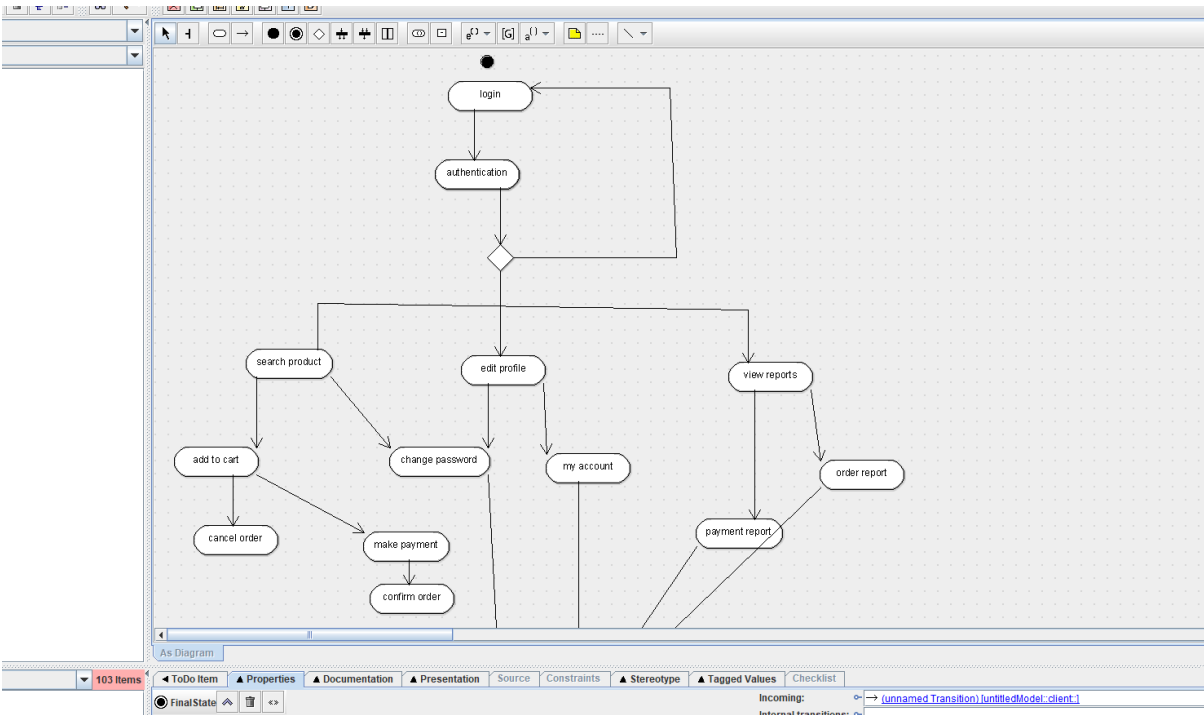 [G]
login
authentication
search product
edit profile
view reports
add to cart
change password
my account
order report
cancel order
make payment
payment report
confirm order
As Diagram
103 Items
ToDo Item
Properties
Documentation
Presentation
Source
Constraints
Stereotype
Tagged Values
Checklist
FinalState
Incoming:
(unnamed Transition) [untitledModel::client::]
Internal transitions: